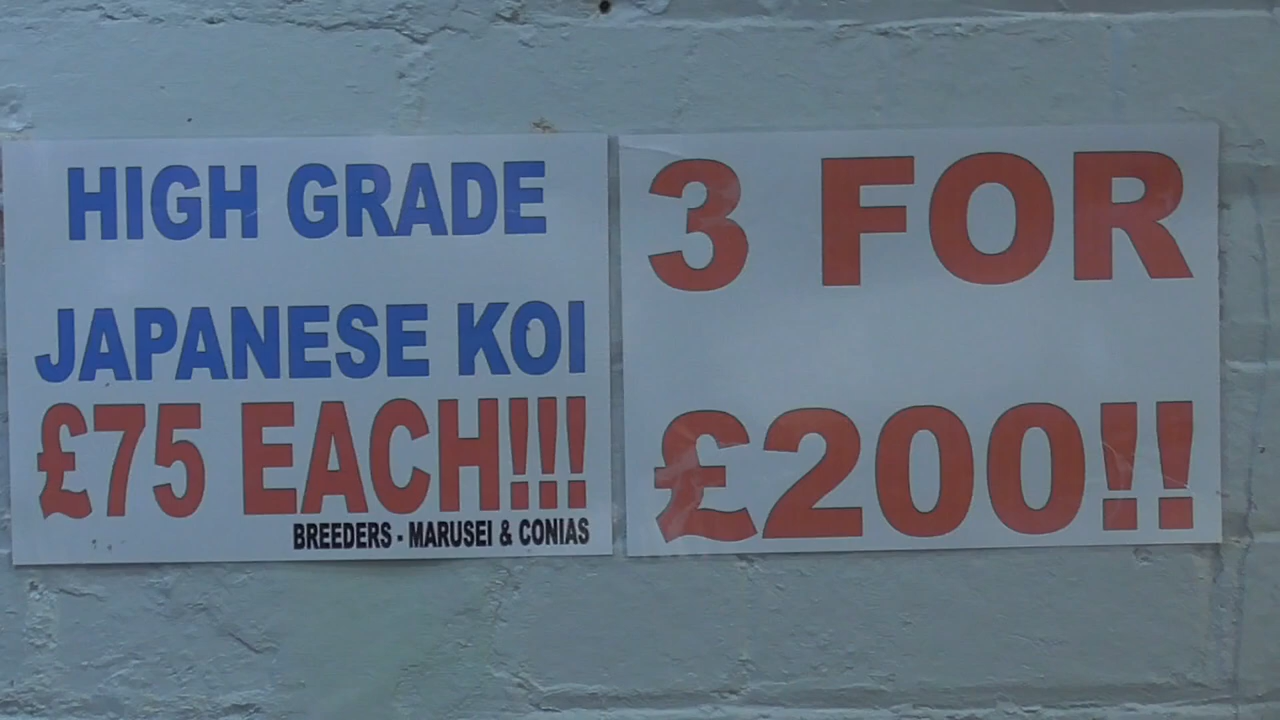 HIGH GRADE
JAPANESE KOI
£75 EACH!!!
BREEDERS - MARUSEI & CONIAS
3 FOR
£200!!